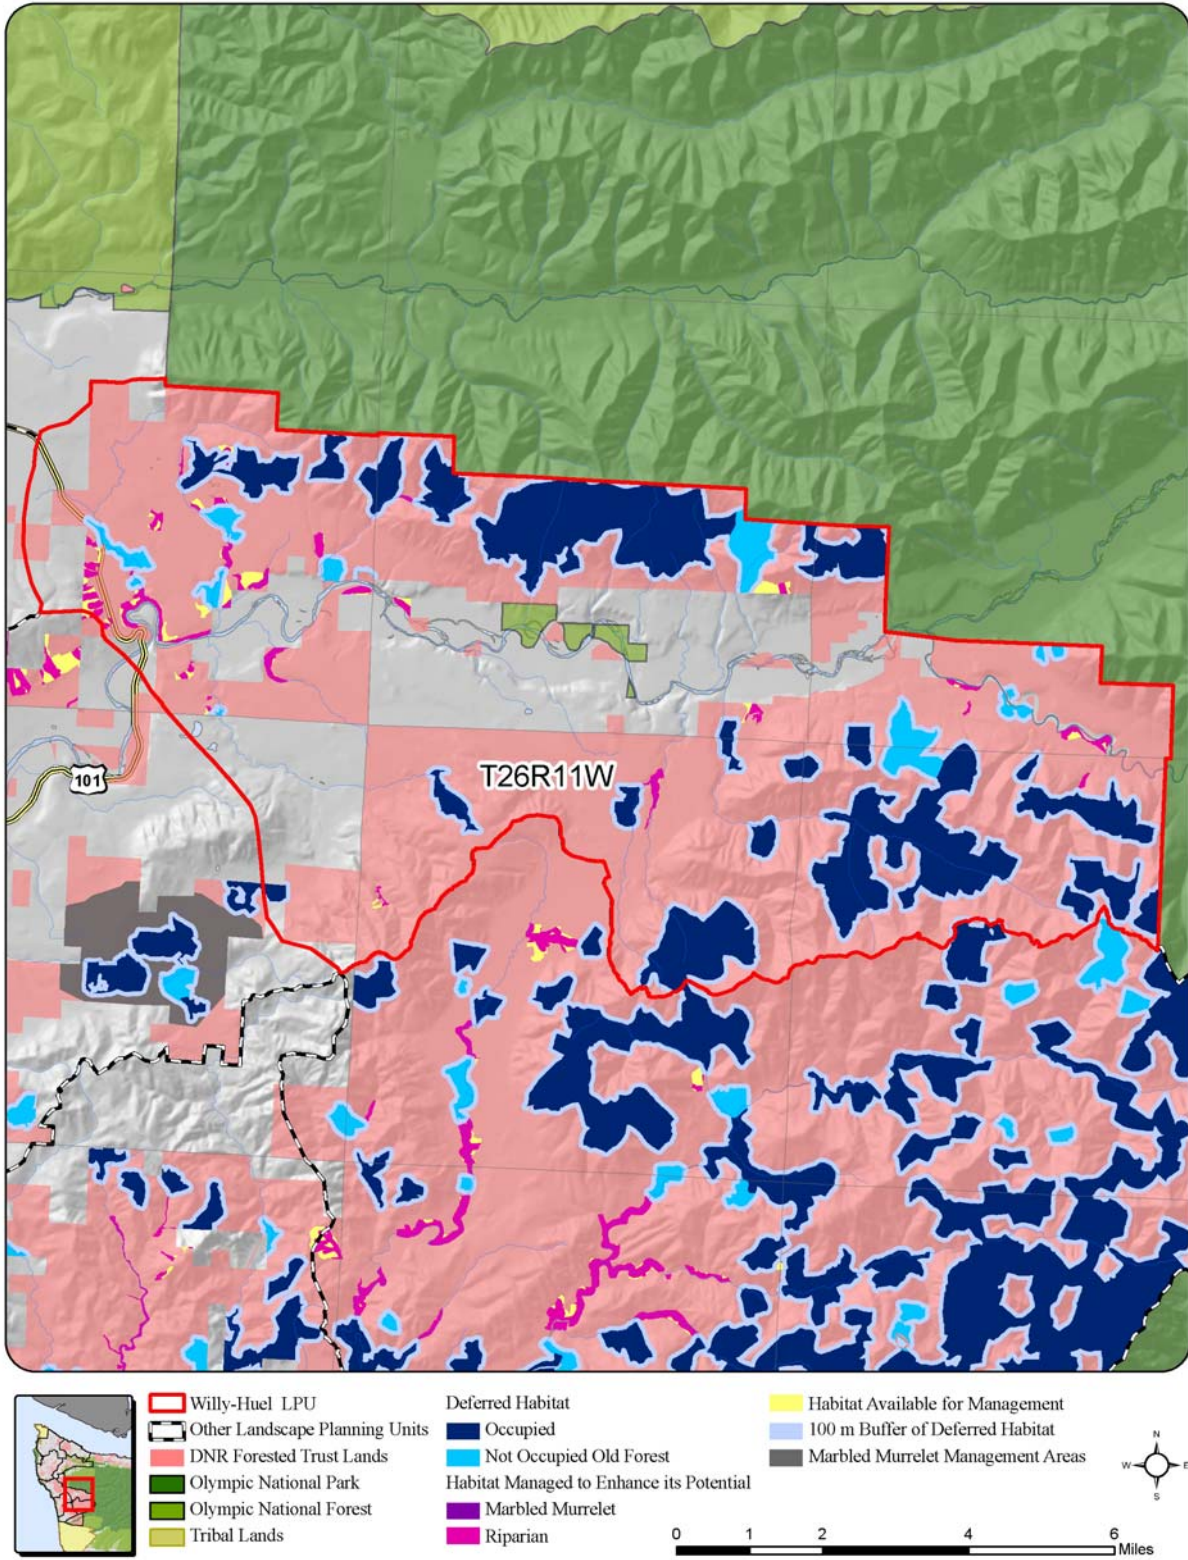 T26R11W
101
Willy-Huel LPU
Other Landscape Planning Units
DNR Forested Trust Lands
Olympic National Park
Olympic National Forest
Tribal Lands
Deferred Habitat
Occupied
Not Occupied Old Forest
Habitat Managed to Enhance its Potential
Marbled Murrelet
Riparian
Habitat Available for Management
100 m Buffer of Deferred Habitat
Marbled Murrelet Management Areas
N
W E
S
0 1 2 4 6
Miles